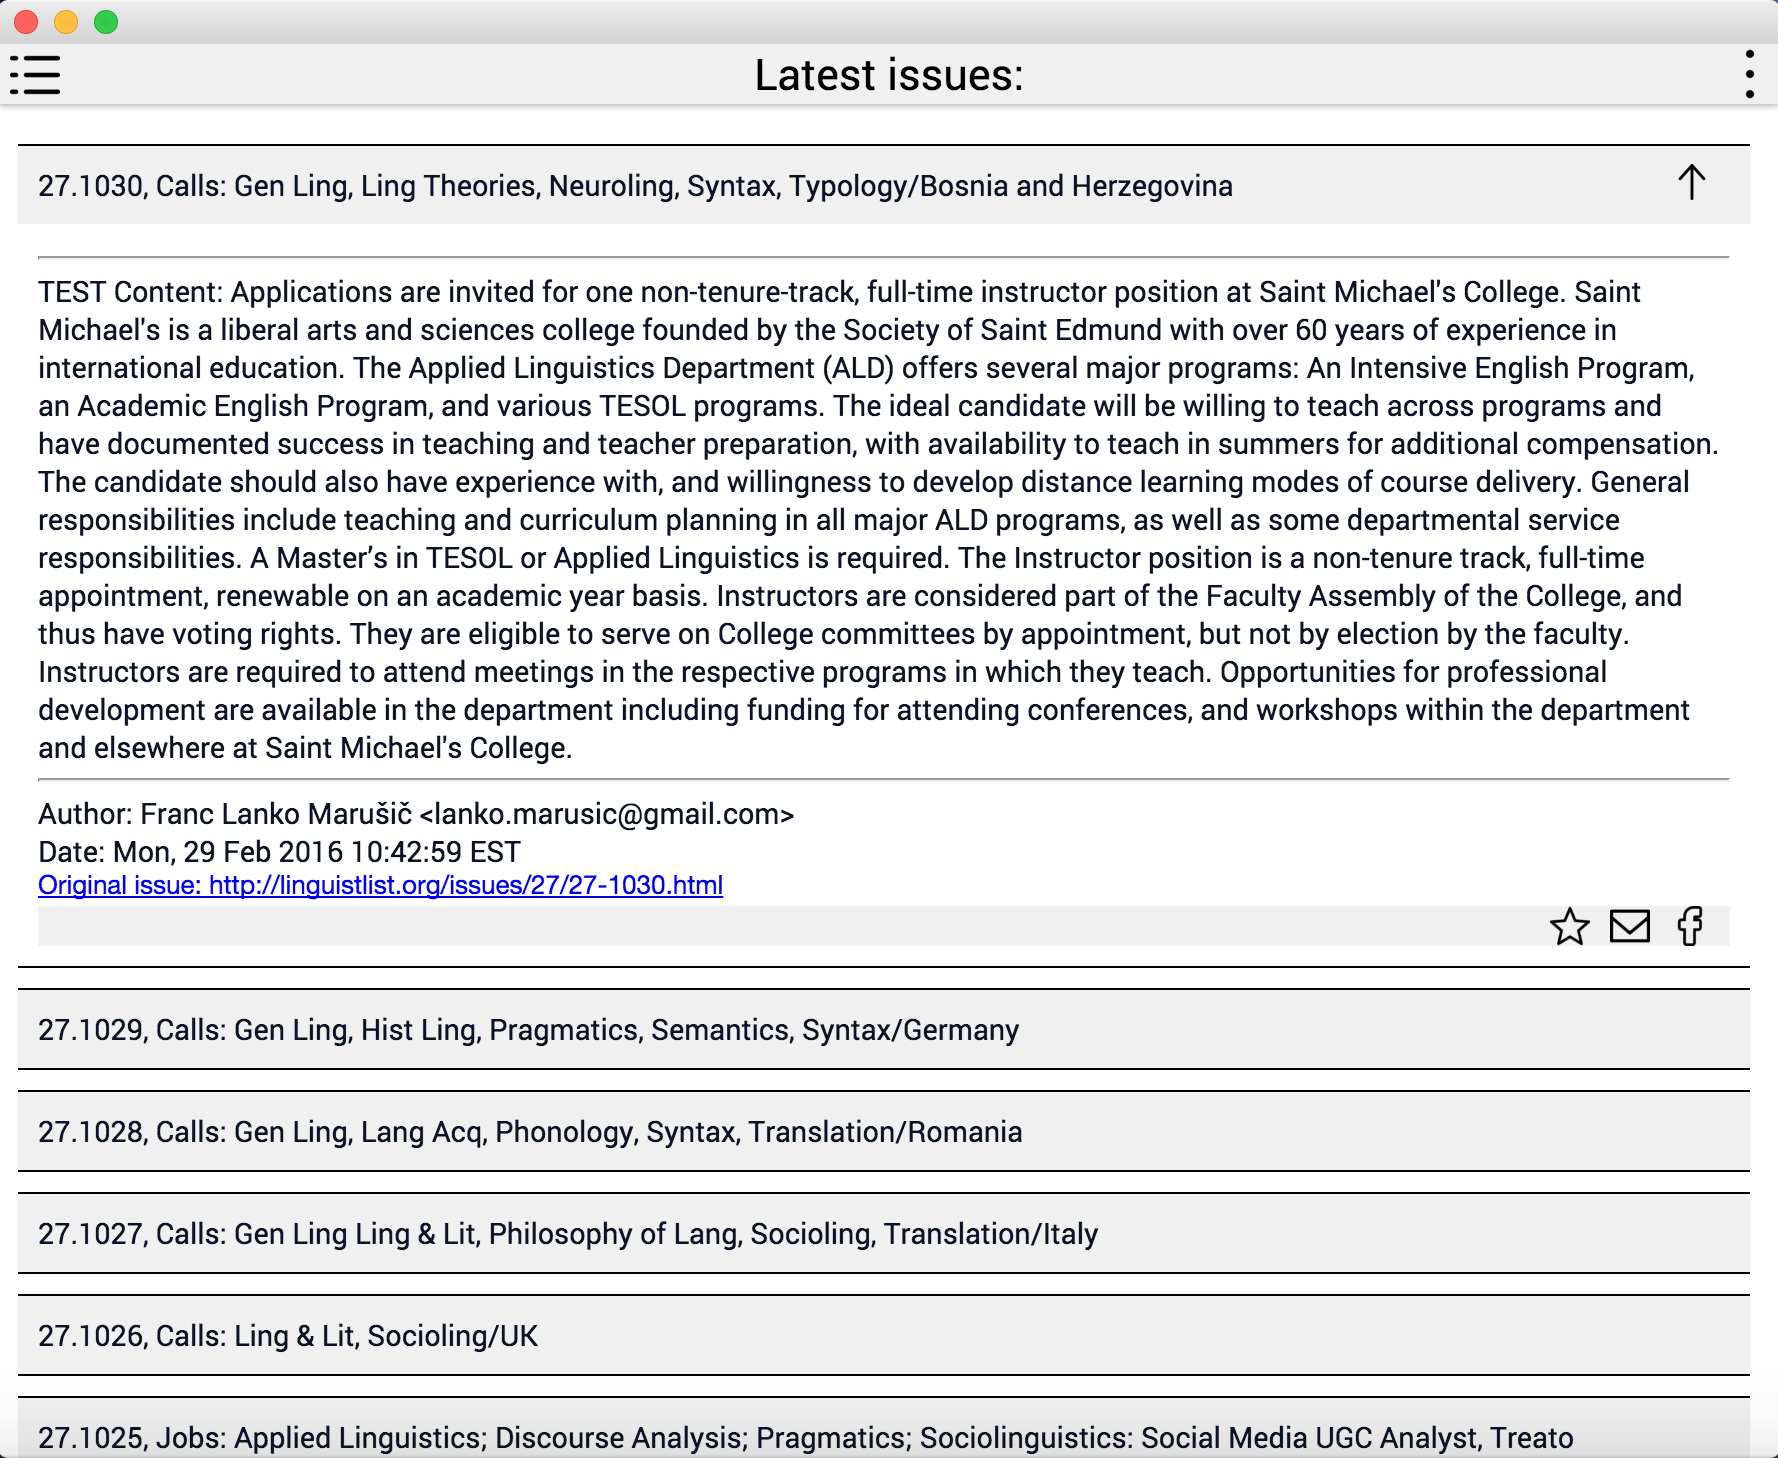 Latest issues:
27.1030, Calls: Gen Ling, Ling Theories, Neuroling, Syntax, Typology/Bosnia and Herzegovina
TEST Content: Applications are invited for one non-tenure-track, full-time instructor position at Saint Michael's College. Saint
Michael's is a liberal arts and sciences college founded by the Society of Saint Edmund with over 60 years of experience in
international education. The Applied Linguistics Department (ALD) offers several major programs: An Intensive English Program,
an Academic English Program, and various TESOL programs. The ideal candidate will be willing to teach across programs and
have documented success in teaching and teacher preparation, with availability to teach in summers for additional compensation.
The candidate should also have experience with, and willingness to develop distance learning modes of course delivery. General
responsibilities include teaching and curriculum planning in all major ALD programs, as well as some departmental service
responsibilities. A Master’s in TESOL or Applied Linguistics is required. The Instructor position is a non-tenure track, full-time
appointment, renewable on an academic year basis. Instructors are considered part of the Faculty Assembly of the College, and
thus have voting rights. They are eligible to serve on College committees by appointment, but not by election by the faculty.
Instructors are required to attend meetings in the respective programs in which they teach. Opportunities for professional
development are available in the department including funding for attending conferences, and workshops within the department
and elsewhere at Saint Michael's College.
Author: Franc Lanko Marušič <lanko.marusic@gmail.com>
Date: Mon, 29 Feb 2016 10:42:59 EST
Original issue: http://linguistlist.org/issues/27/27-1030.html
27.1029, Calls: Gen Ling, Hist Ling, Pragmatics, Semantics, Syntax/Germany
27.1028, Calls: Gen Ling, Lang Acq, Phonology, Syntax, Translation/Romania
27.1027, Calls: Gen Ling Ling & Lit, Philosophy of Lang, Socioling, Translation/Italy
27.1026, Calls: Ling & Lit, Socioling/UK
27.1025, Jobs: Applied Linguistics; Discourse Analysis; Pragmatics; Sociolinguistics: Social Media UGC Analyst, Treato